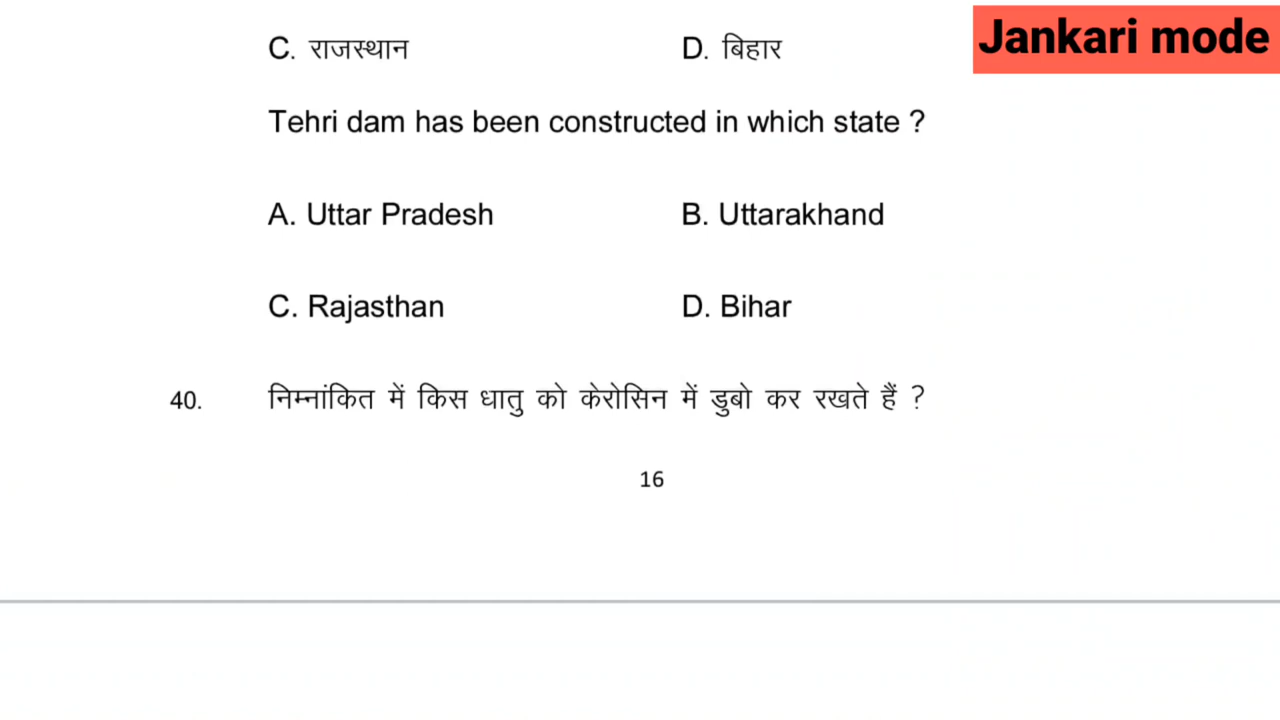 Jankari mode
C. राजस्थान D. बिहार
Tehri dam has been constructed in which state ?
A. Uttar Pradesh B. Uttarakhand
C. Rajasthan D. Bihar
40. निम्नांकित में किस धातु को केरोसिन में डुबो कर रखते हैं ?
16